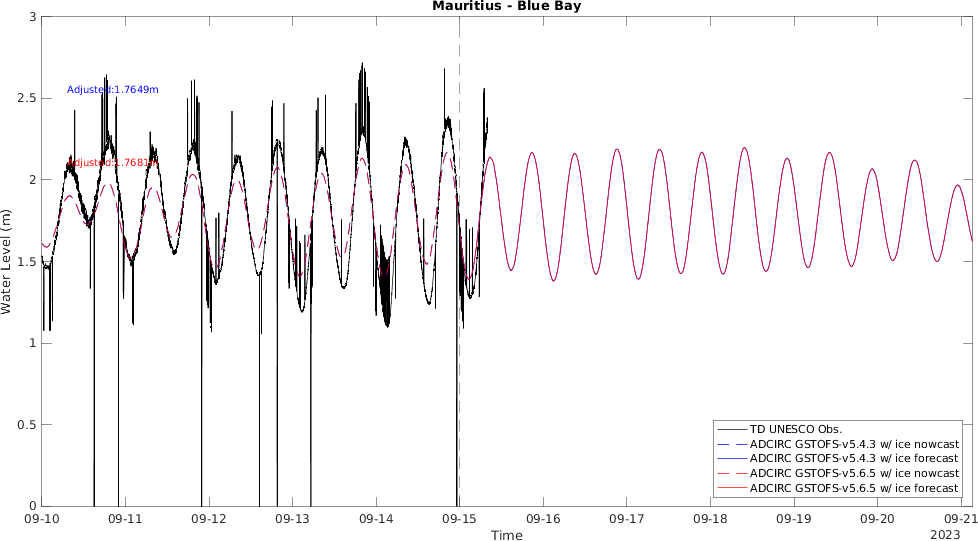 Mauritius - Blue Bay
3
2.5
2
1.5
1
0.5
0
Water Level (m)
Adjusted:1.7649m
Adjusted:1.7681m
09-10 09-11 09-12 09-13 09-14 09-15 09-16 09-17 09-18 09-19 09-20 09-21
Time
2023
TD UNESCO Obs.
ADCIRC GSTOFS-v5.4.3 w/ ice nowcast
ADCIRC GSTOFS-v5.4.3 w/ ice forecast
ADCIRC GSTOFS-v5.6.5 w/ ice nowcast
ADCIRC GSTOFS-v5.6.5 w/ ice forecast